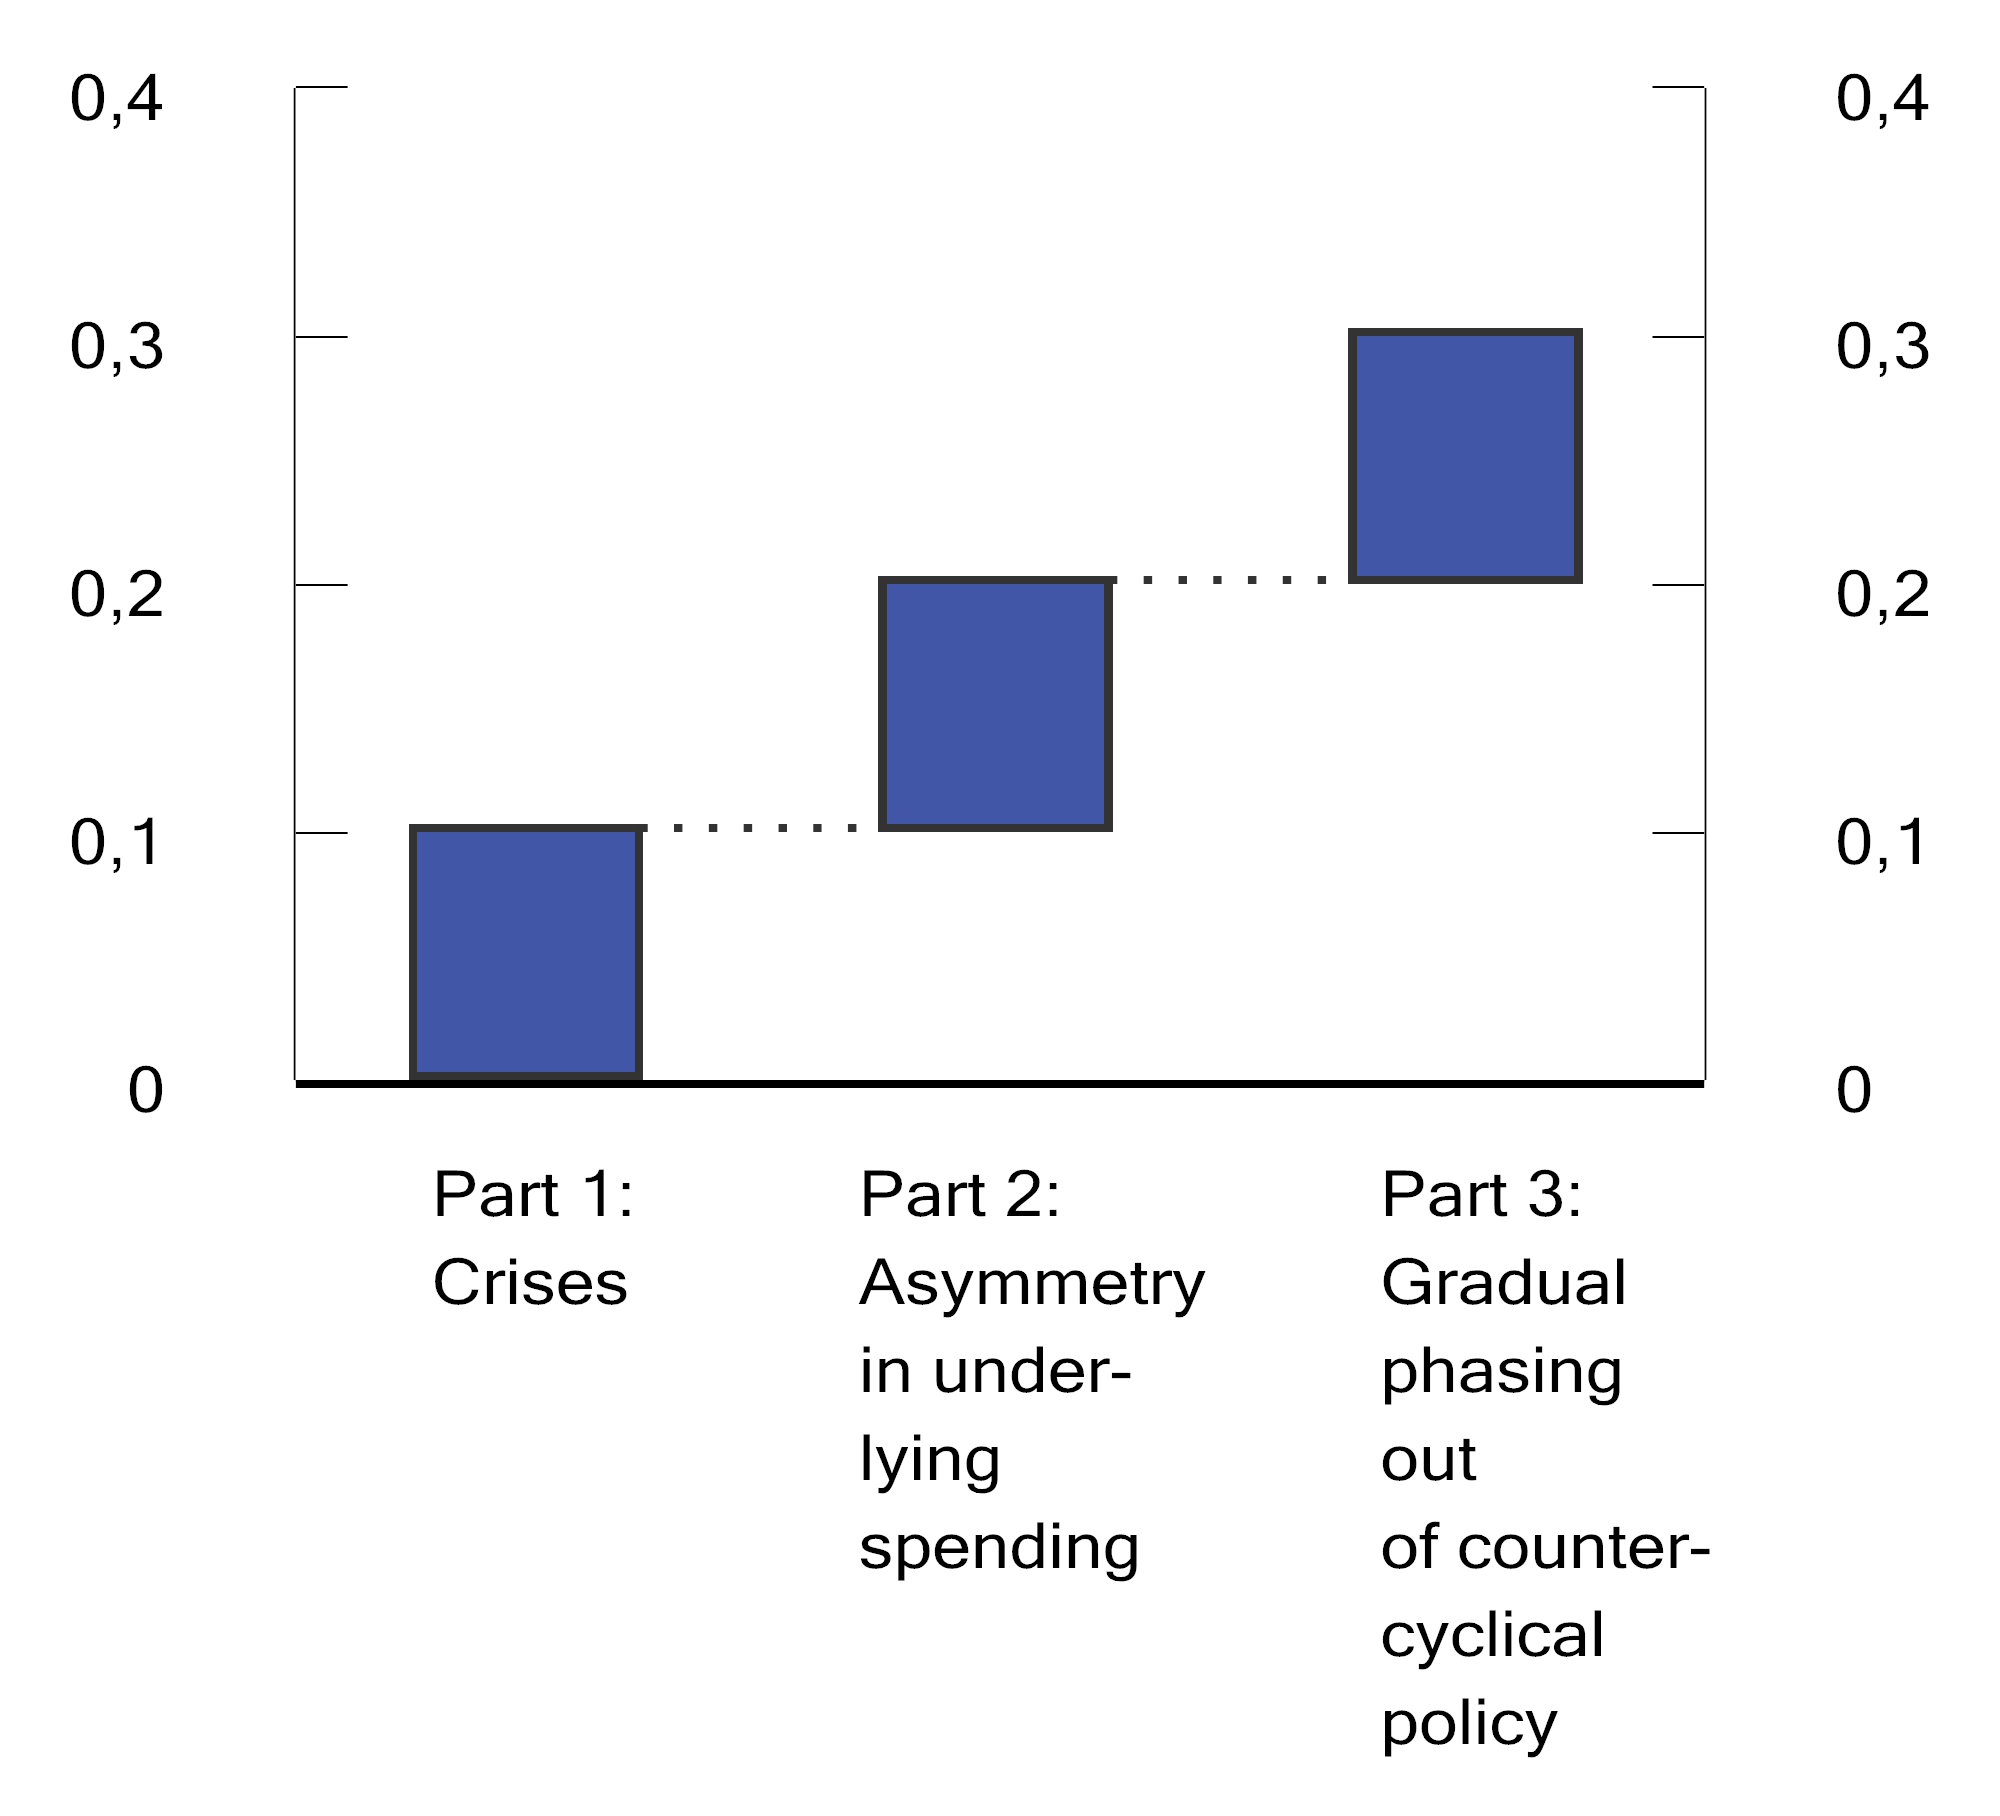 0,4
0,4
0,3
0,3
0,2
0,2
0,1
0,1
0
0
Part 1:
Crises
Part 2:
Asymmetry
in under-
lying
spending
Part 3:
Gradual
phasing
out
of counter-
cyclical
policy